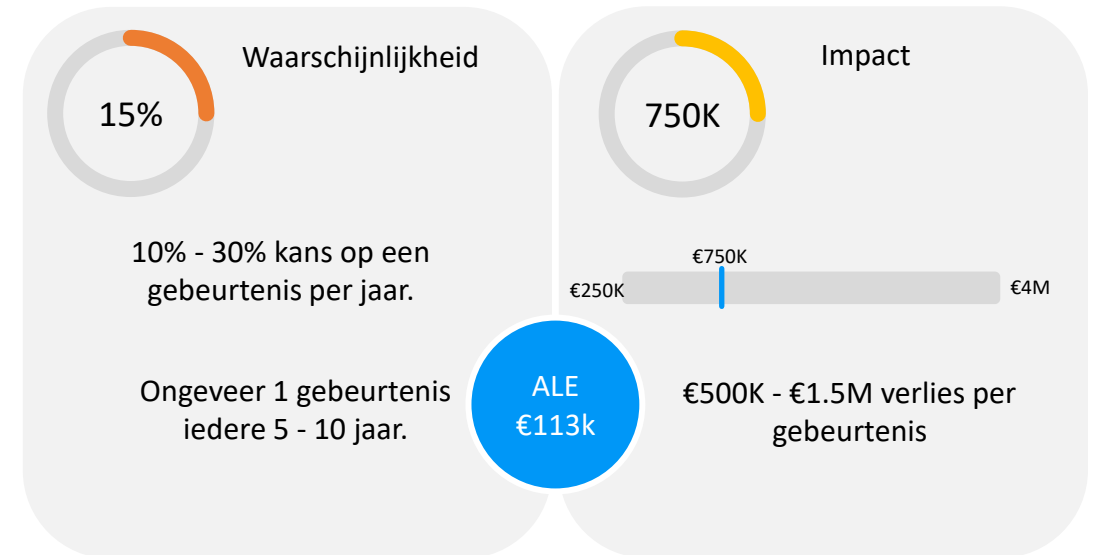 Waarschijnlijkheid
15%
10% - 30% kans op een
gebeurtenis per jaar.
Ongeveer 1 gebeurtenis
iedere 5 - 10 jaar.
Impact
750K
€750K
€250K
€4M
€500K - €1.5M verlies per
gebeurtenis
ALE
€113k